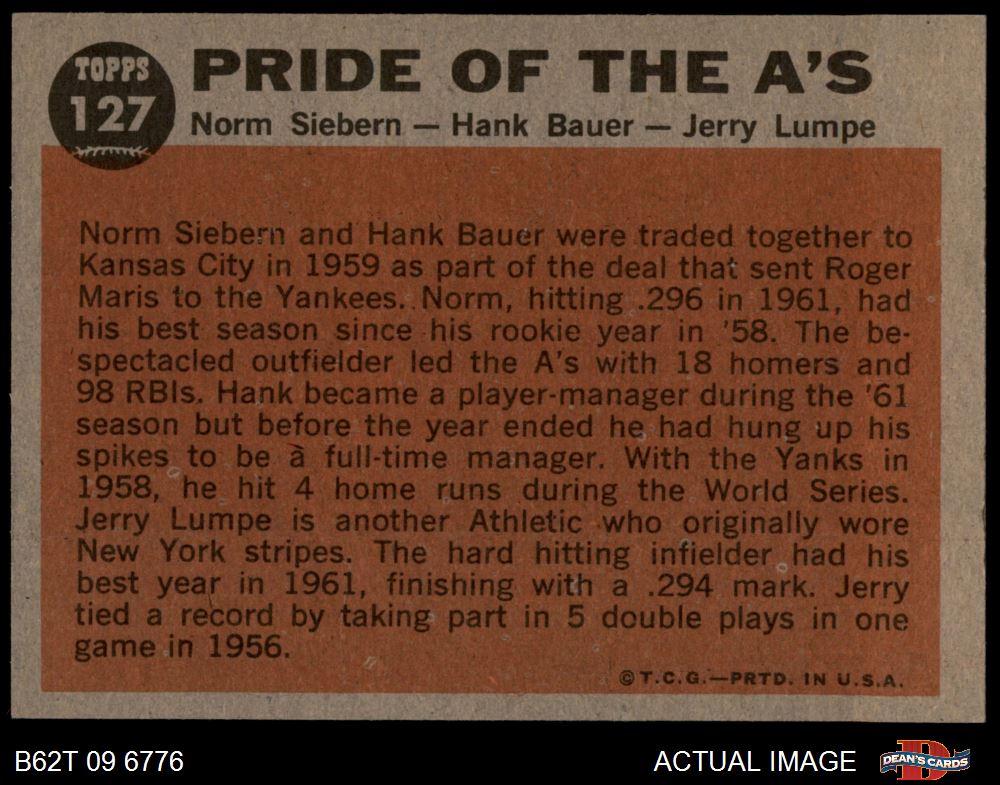 TOPPS
127
PRIDE OF THE A'S
Norm Siebern — Hank Bauer — Jerry Lumpe
Norm Siebern and Hank Bauer were traded together to
Kansas City in 1959 as part of the deal that sent Roger
Maris to the Yankees. Norm, hitting .296 in 1961, had
his best season since his rookie year in '58. The be-
spectacled outfielder led the A's with 18 homers and
98 RBIs. Hank became a player-manager during the '61
season but before the year ended he had hung up his
spikes to be a full-time manager. With the Yanks in
1958, he hit 4 home runs during the World Series.
Jerry Lumpe is another Athletic who originally wore
New York stripes. The hard hitting infielder had his
best year in 1961, finishing with a .294 mark. Jerry
tied a record by taking part in 5 double plays in one
game in 1956.
©T.C.G.—PRTD. IN U.S.A.
B62T 09 6776
ACTUAL IMAGE
D
DEAN'S CARDS